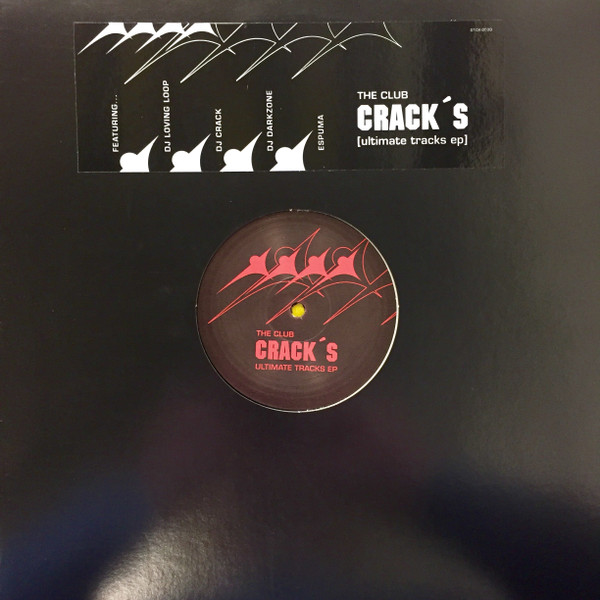 FEATURING...
DJ LOVING LOOP
DJ CRACK
DJ DARKZONE
ESPUMA
THE CLUB
CRACK´S
[ultimate tracks ep]
THE CLUB
CRACK´S
ULTIMATE TRACKS EP